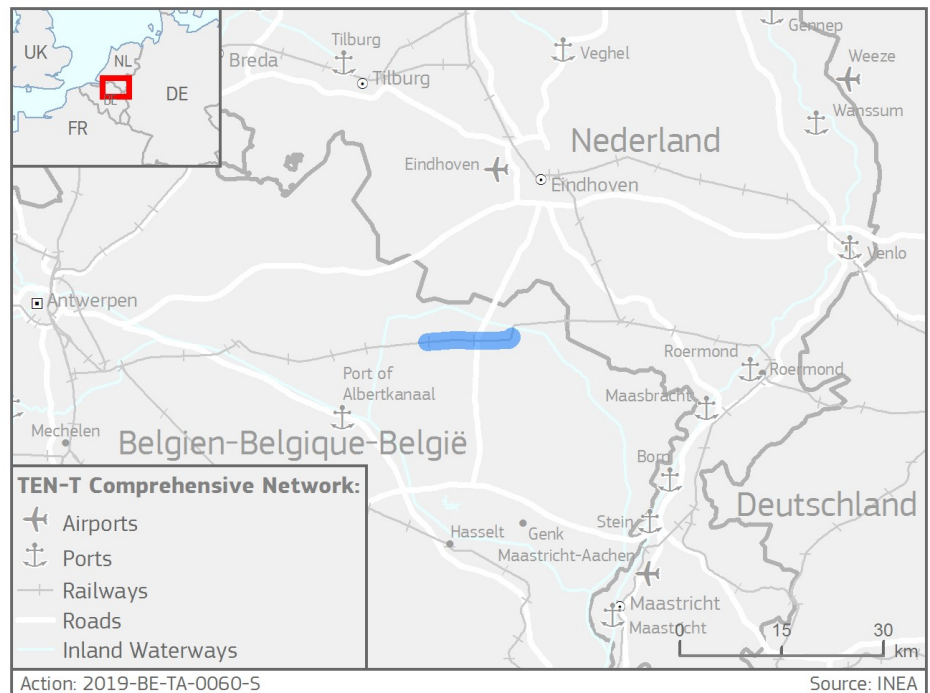 UK
NL
BE
DE
FR
Breda
Tilburg
Tilburg
Veghel
Gennep
Weeze
Wanssum
Nederland
Eindhoven
Eindhoven
Venlo
Antwerpen
Port of
Albertkanaal
Roermond
Roermond
Maasbracht
Mechelen
Belgien-Belgique-België
Born
Deutschland
Stein
Hasselt
Genk
Maastricht-Aachen
Maastricht
Maastricht
TEN-T Comprehensive Network:
Airports
Ports
Railways
Roads
Inland Waterways
0 15 30
km
Action: 2019-BE-TA-0060-S
Source: INEA